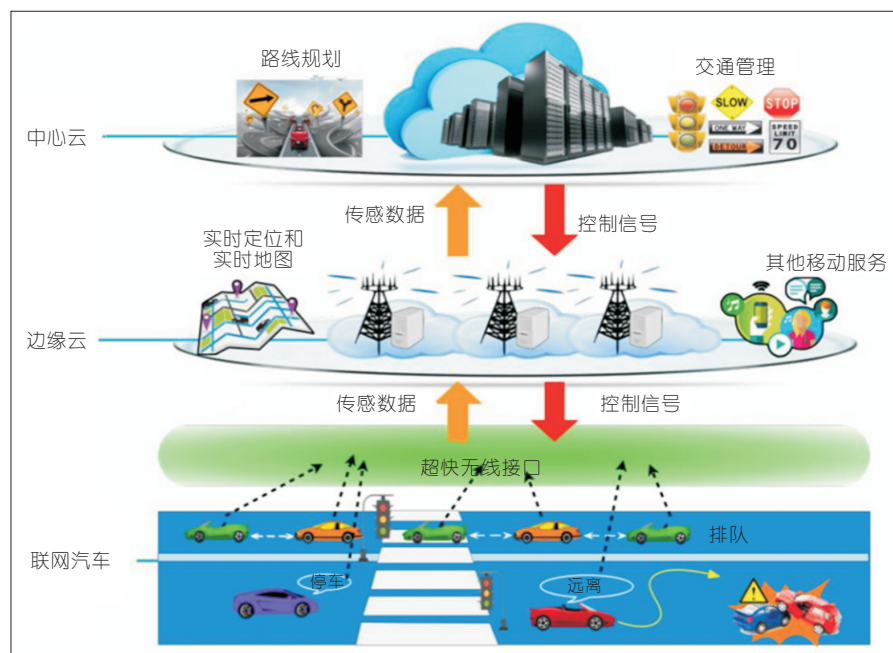 路线规划
交通管理
SLOW
STOP
ONE WAY
DETOUR
SPEED
LIMIT
70
中心云
传感数据
控制信号
实时定位和
实时地图
其他移动服务
边缘云
传感数据
控制信号
超快无线接口
排队
联网汽车
停车
远离